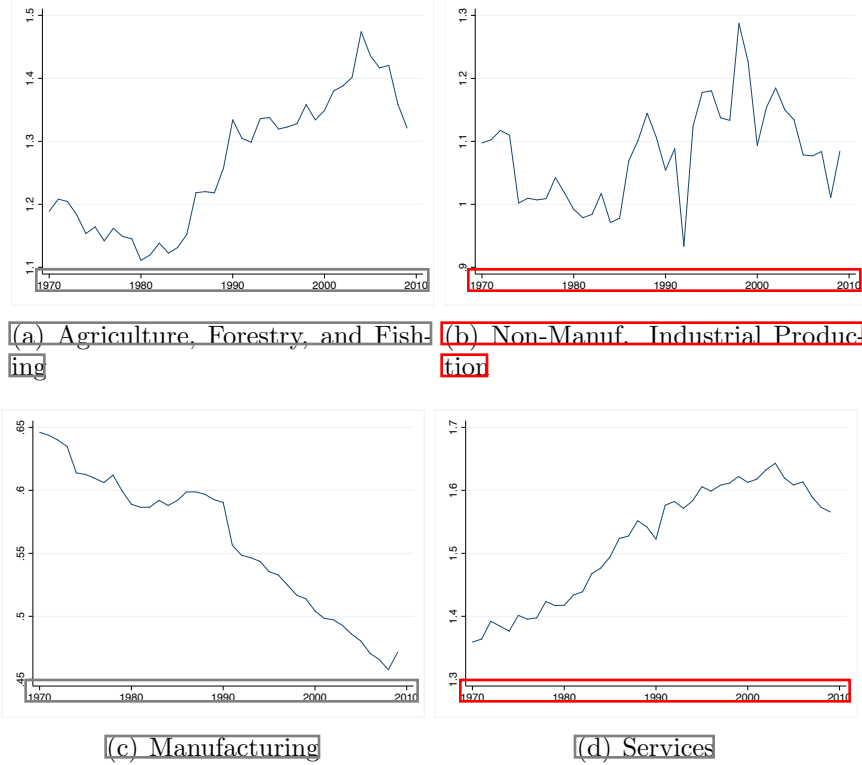 1.5
1.4
1.3
1.2
1.1
1970 1980 1990 2000 2010
1.3
1.2
1.1
1
.9
1970 1980 1990 2000 2010
(a) Agriculture, Forestry, and Fish-
ing
(b) Non-Manuf. Industrial Produc-
tion
.65
.6
.55
.5
.45
1970 1980 1990 2000 2010
1.7
1.6
1.5
1.4
1.3
1970 1980 1990 2000 2010
(c) Manufacturing
(d) Services